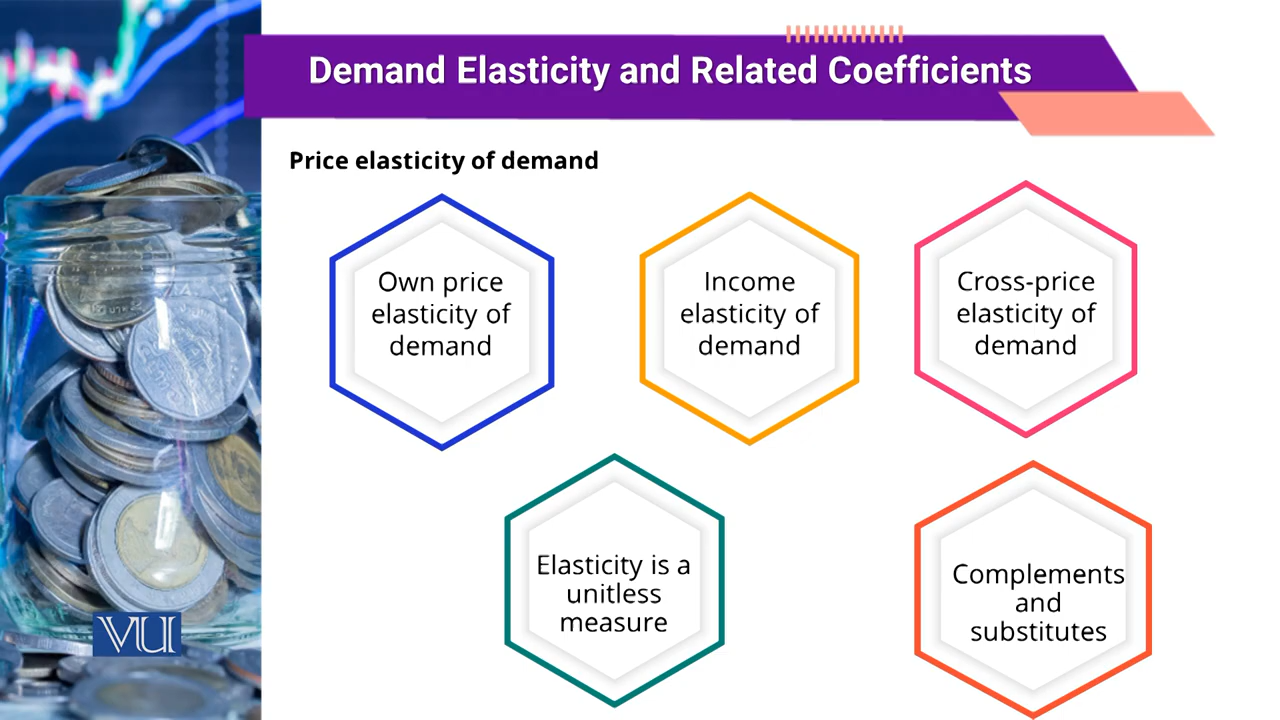 Demand Elasticity and Related Coefficients
Price elasticity of demand
Own price
elasticity of
demand
Income
elasticity of
demand
Cross-price
elasticity of
demand
Elasticity is a
unitless
measure
Complements
and
substitutes
VU